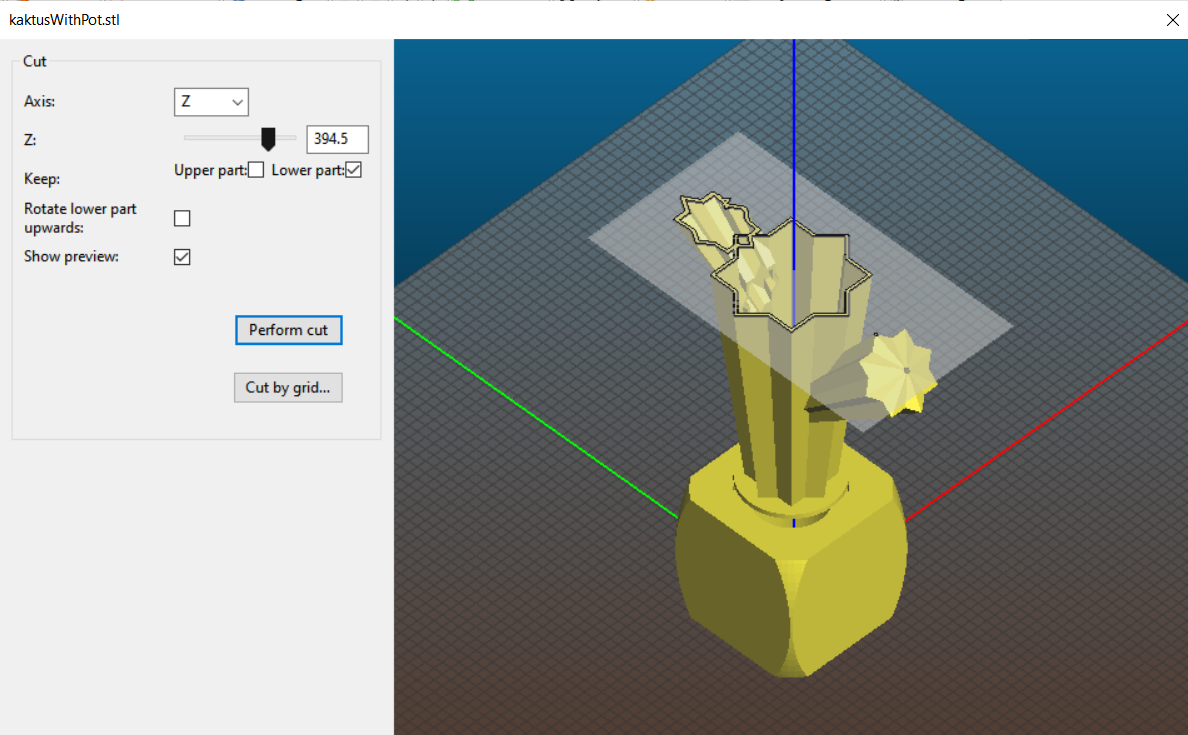 kaktusWithPot.stl
Cut
Axis: Z
Z: 394.5
Keep: Upper part: Lower part:
Rotate lower part
upwards:
Show preview:
Perform cut
Cut by grid...